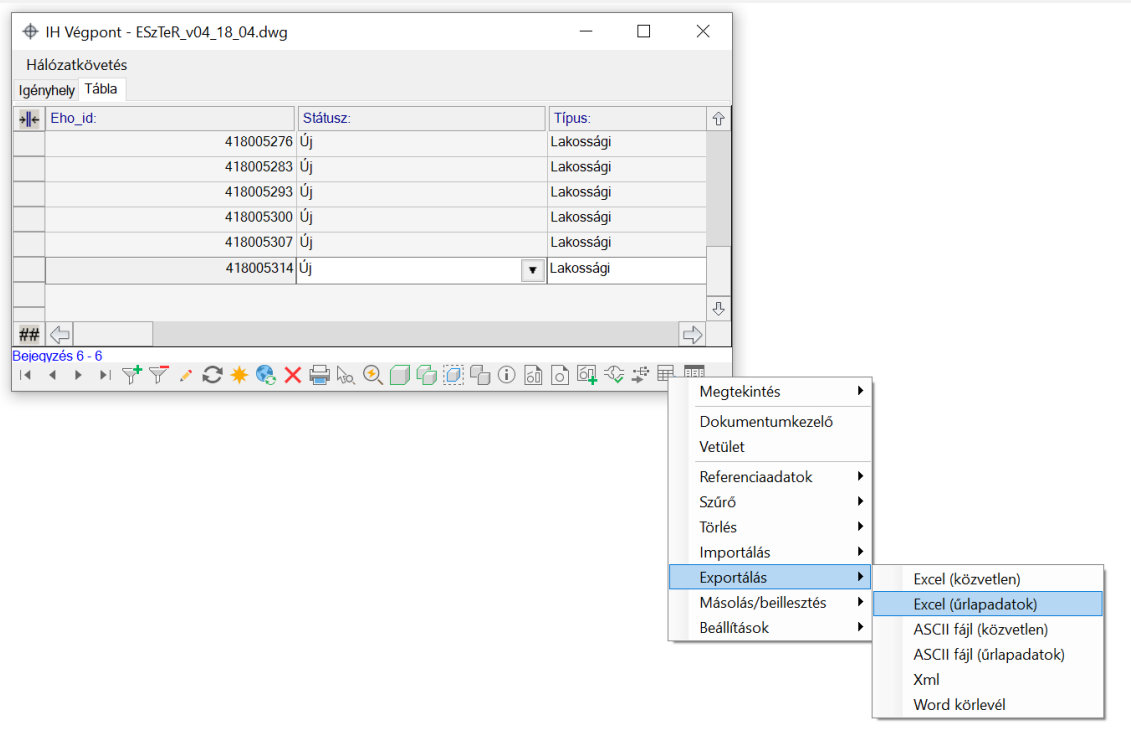 IH Végpont - ESzTeR_v04_18_04.dwg
Hálózatkövetés
Igényhely Tábla
Eho_id: Státusz: Típus:
418005276 Új Lakossági
418005283 Új Lakossági
418005293 Új Lakossági
418005300 Új Lakossági
418005307 Új Lakossági
418005314 Új Lakossági
##
Bejegyzés 6 - 6
Megtekintés
Dokumentumkezelő
Vetület
Referenciaadatok
Szűrő
Törlés
Importálás
Exportálás
Másolás/beillesztés
Beállítások
Excel (közvetlen)
Excel (űrlapadatok)
ASCII fájl (közvetlen)
ASCII fájl (űrlapadatok)
Xml
Word körlevél